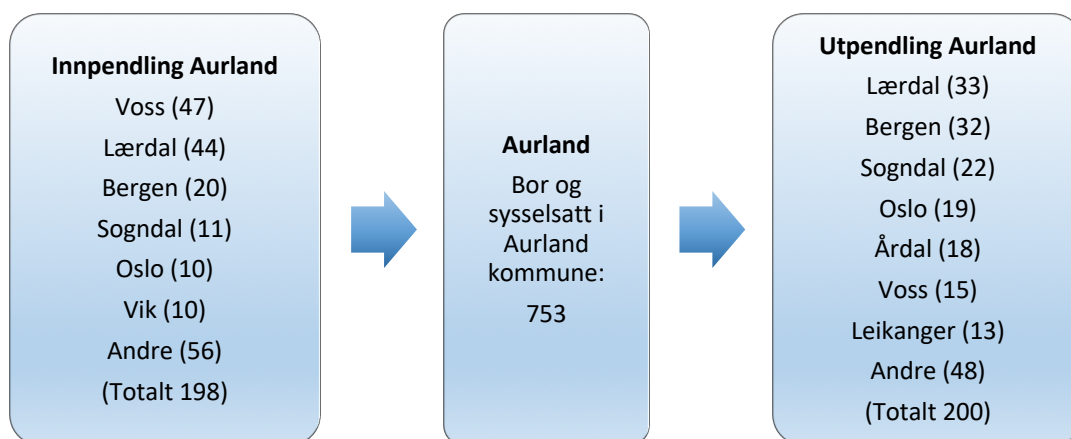 Innpendling Aurland
Voss (47)
Lærdal (44)
Bergen (20)
Sogndal (11)
Oslo (10)
Vik (10)
Andre (56)
(Totalt 198)
Aurland
Bor og
sysselsatt i
Aurland
kommune:
753
Utpendling Aurland
Lærdal (33)
Bergen (32)
Sogndal (22)
Oslo (19)
Årdal (18)
Voss (15)
Leikanger (13)
Andre (48)
(Totalt 200)